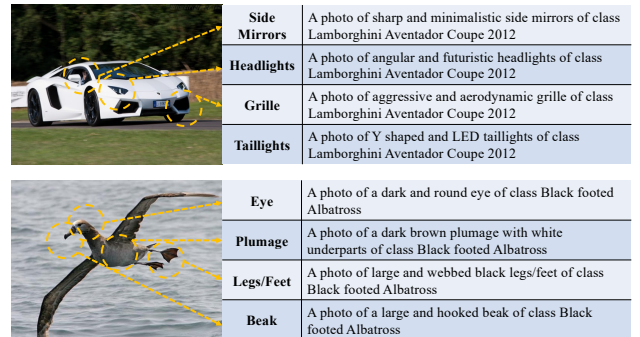 Side
Mirrors
A photo of sharp and minimalistic side mirrors of class
Lamborghini Aventador Coupe 2012
Headlights
A photo of angular and futuristic headlights of class
Lamborghini Aventador Coupe 2012
Grille
A photo of aggressive and aerodynamic grille of class
Lamborghini Aventador Coupe 2012
Taillights
A photo of Y shaped and LED taillights of class
Lamborghini Aventador Coupe 2012
Eye
A photo of a dark and round eye of class Black footed
Albatross
Plumage
A photo of a dark brown plumage with white
underparts of class Black footed Albatross
Legs/Feet
A photo of large and webbed black legs/feet of class
Black footed Albatross
Beak
A photo of a large and hooked beak of class Black
footed Albatross